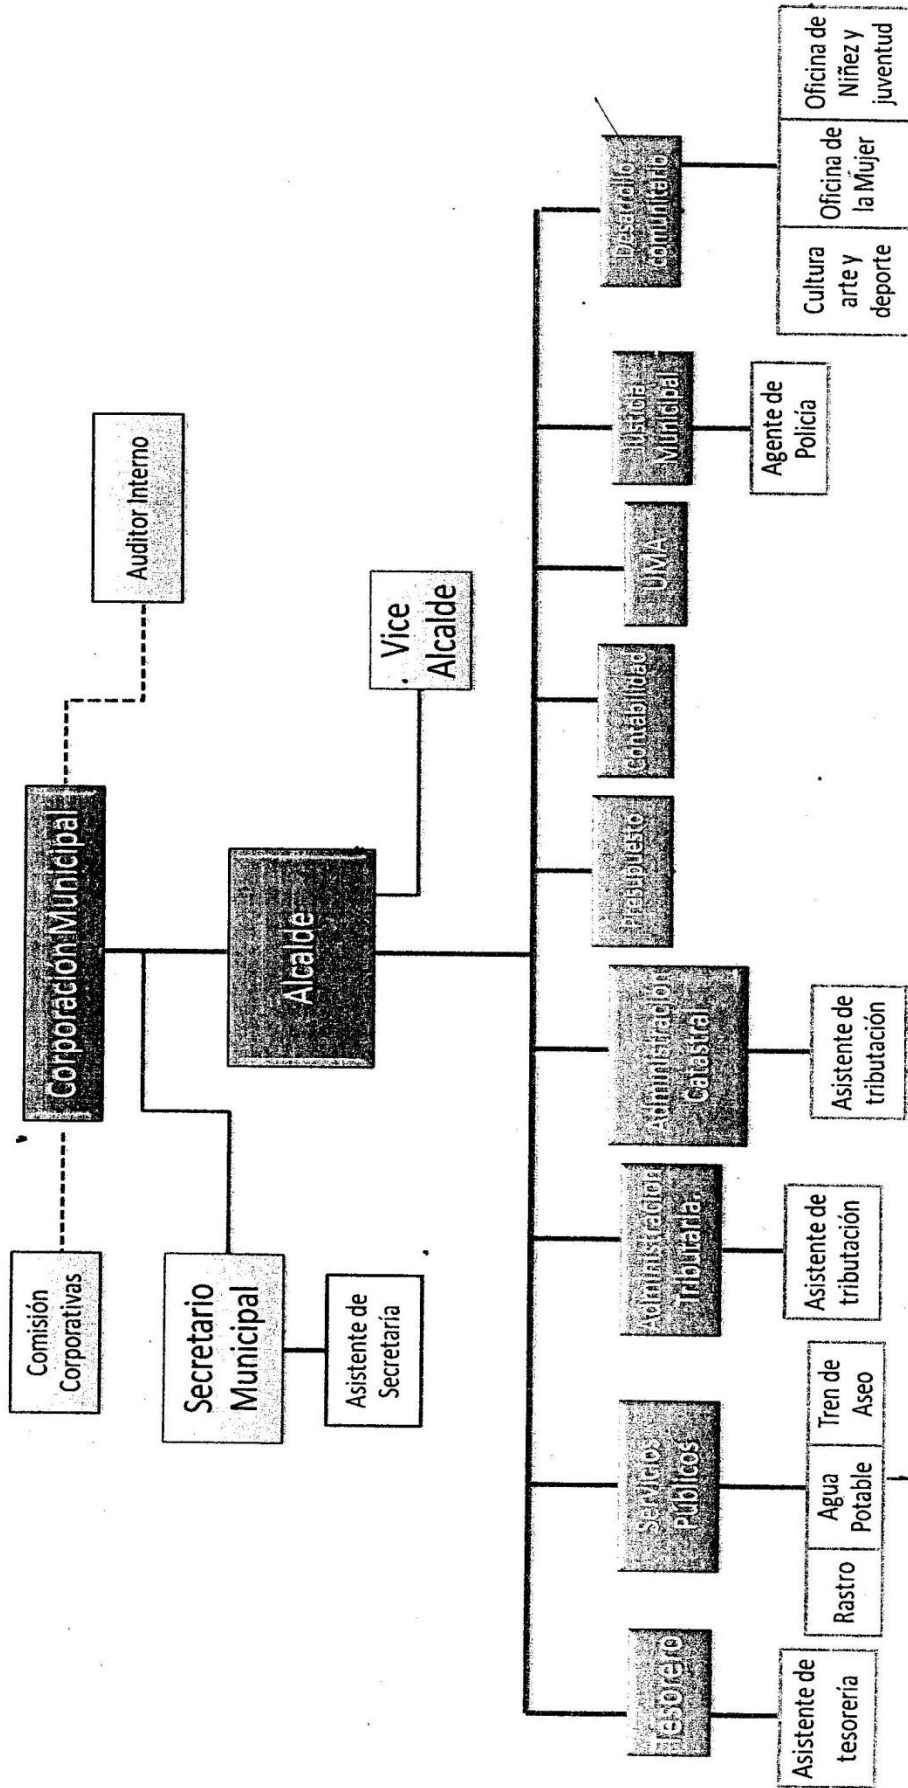 Corporación Municipal
Comisión
Corporativas
Auditor Interno
Secretario
Municipal
Asistente de
Secretaría
Alcalde
Vice
Alcalde
Tesorero
Asistente de
tesorería
Servicios
Públicos
Rastro
Agua
Potable
Tren de
Aseo
Administración
Tributaria.
Asistente de
tributación
Administración
Catastral
Asistente de
tributación
Presupuesto
Contabilidad
UMA
Justicia
Municipal
Agente de
Policía
Desarrollo
comunitario
Cultura
arte y
deporte
Oficina de
la Mujer
Oficina de
Niñez y
juventud